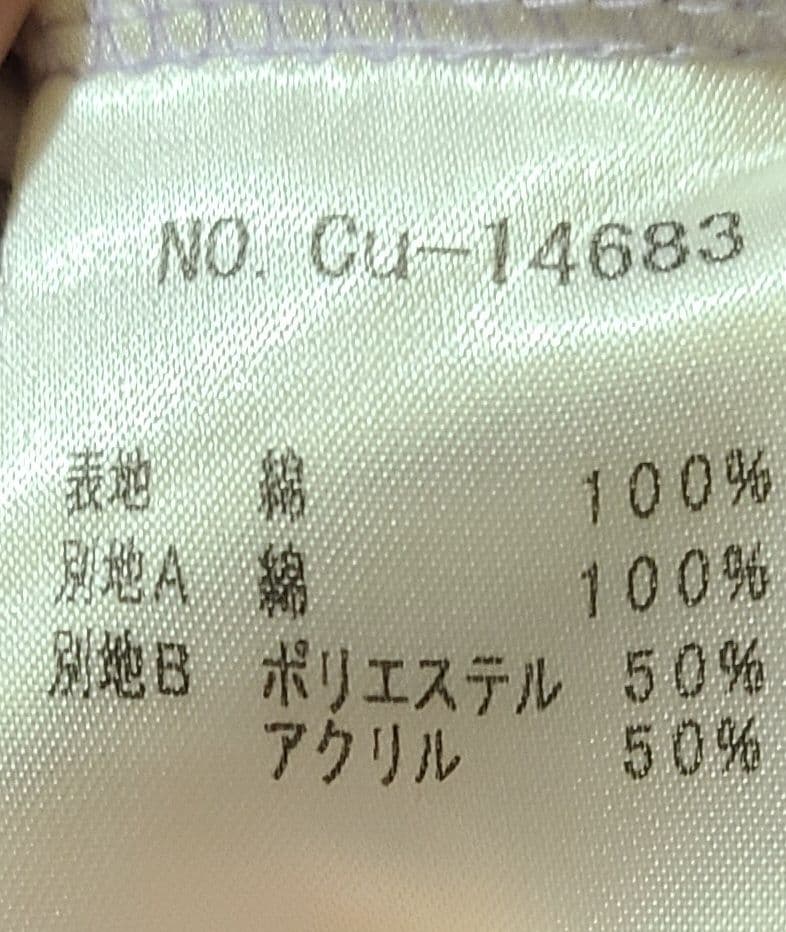 NO. Cu-14683
表地 綿 100%
別地A 綿 100%
別地B ポリエステル 50%
アクリル 50%